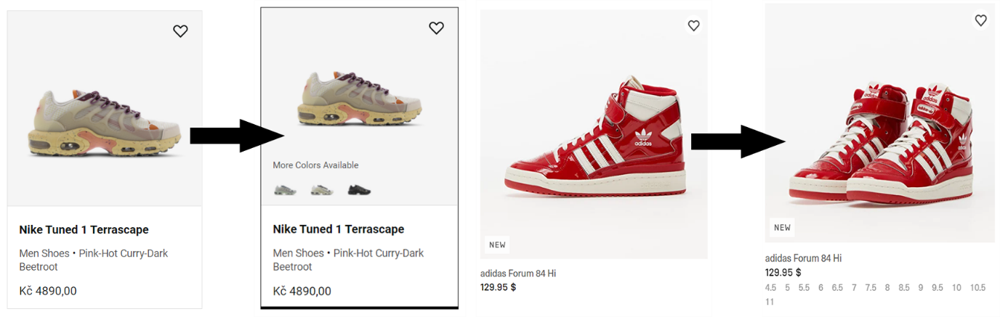 Nike Tuned 1 Terrascape
Men Shoes • Pink-Hot Curry-Dark
Beetroot
Kč 4890,00
More Colors Available
Nike Tuned 1 Terrascape
Men Shoes • Pink-Hot Curry-Dark
Beetroot
Kč 4890,00
adidas
NEW
adidas Forum 84 Hi
129.95 $
adidas
adidas
NEW
adidas Forum 84 Hi
129.95 $
4.5 5 5.5 6 6.5 7 7.5 8 8.5 9 9.5 10 10.5
11